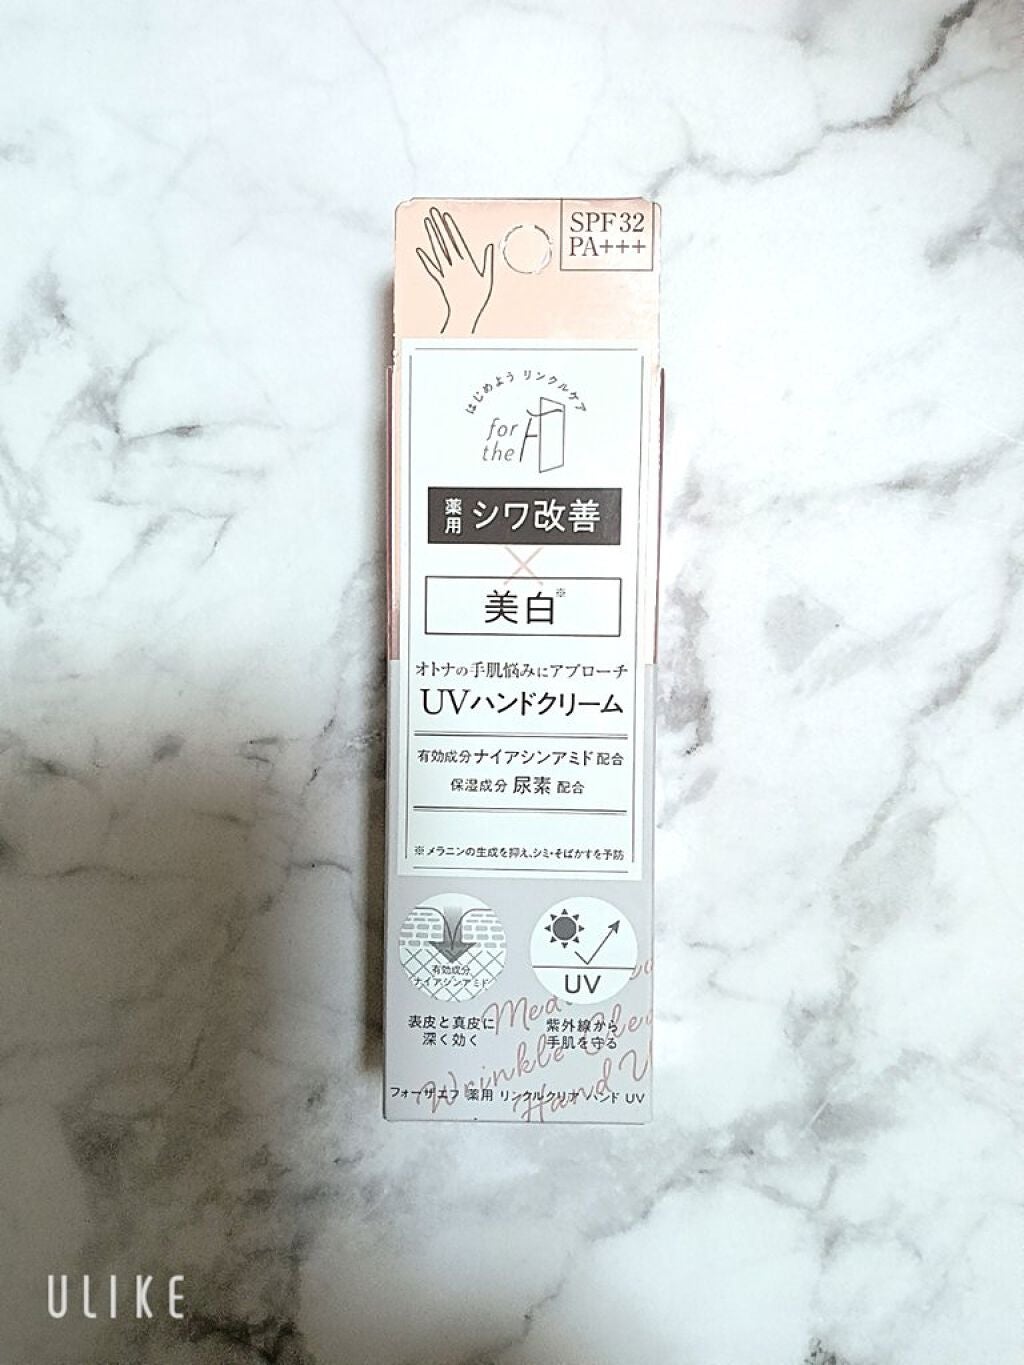 SPF32
PA+++
はじめよう リンクルケア
for
the F
薬用 シワ改善
×
美白※
オトナの手肌悩みにアプローチ
UVハンドクリーム
有効成分ナイアシンアミド配合
保湿成分 尿素 配合
※メラニンの生成を抑え、シミ・そばかすを予防
有効成分
ナイアシンアミド
UV
表皮と真皮に
深く効く
紫外線から
手肌を守る
Wrinkle
Hand
フォーザエフ 薬用 リンクルクリア ハンド UV
ULIKE